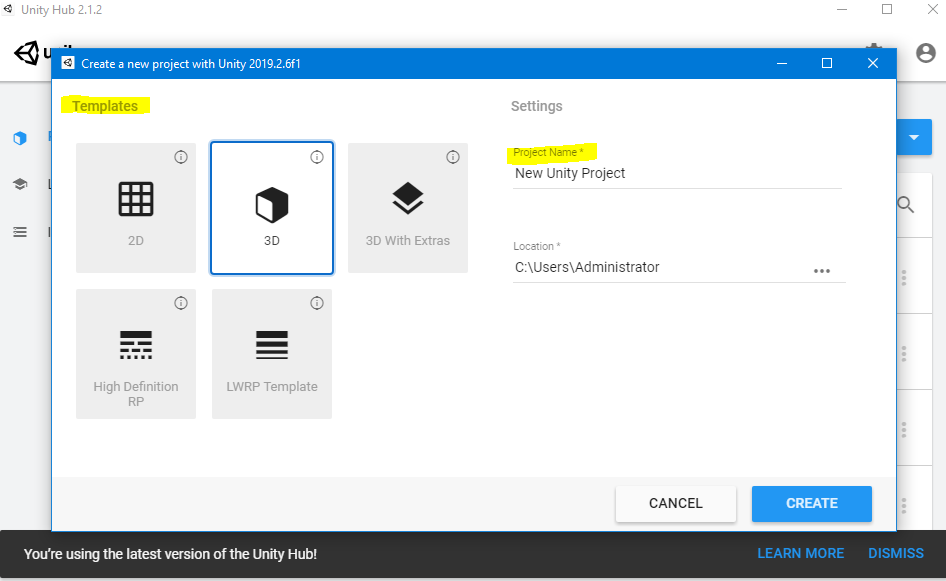 Unity Hub 2.1.2
Create a new project with Unity 2019.2.6f1
Templates
Settings
2D
3D
3D With Extras
High Definition
RP
LWRP Template
Project Name *
New Unity Project
Location *
C:\Users\Administrator
CANCEL
CREATE
You're using the latest version of the Unity Hub!
LEARN MORE
DISMISS